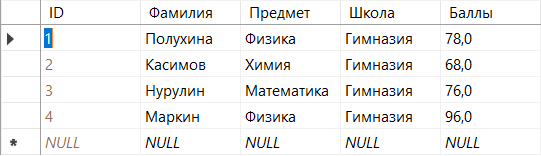 ID Фамилия Предмет Школа Баллы
1 Полухина Физика Гимназия 78,0
2 Касимов Химия Гимназия 68,0
3 Нурулин Математика Гимназия 76,0
4 Маркин Физика Гимназия 96,0
* NULL NULL NULL NULL NULL